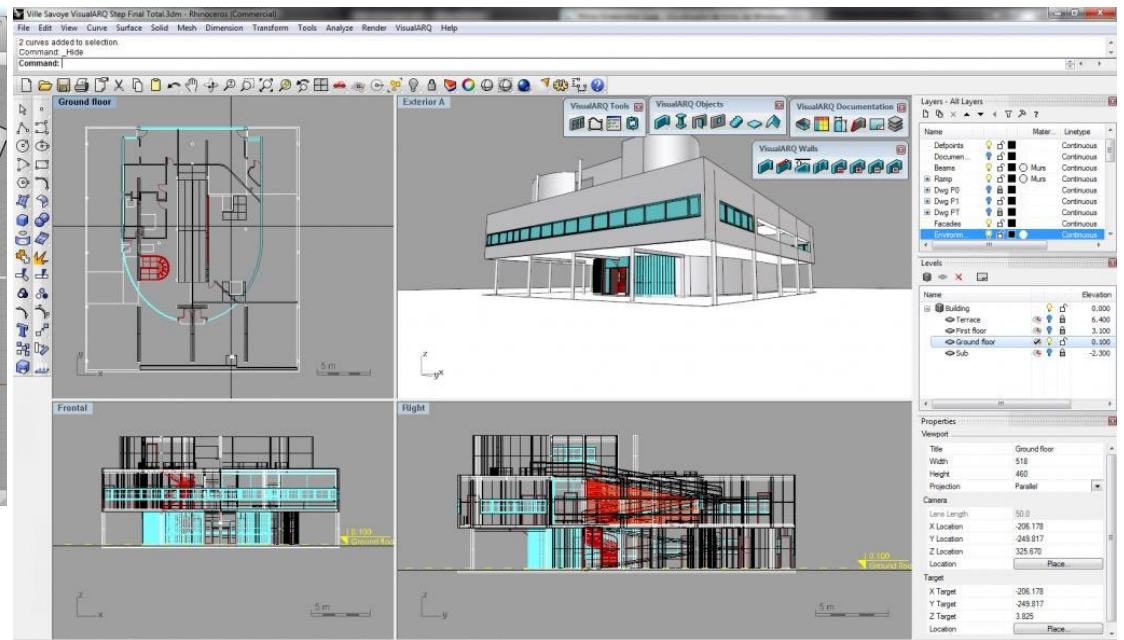 Ville Savoye VisualARQ Step Final Total.3dm - Rhinoceros (Commercial)
File Edit View Curve Surface Solid Mesh Dimension Transform Tools Analyze Render VisualARQ Help
2 curves added to selection.
Command: _Hide
Command:
Ground floor
y
x
5 m
Exterior A
VisualARQ Tools
VisualARQ Objects
VisualARQ Documentation
VisualARQ Walls
z
y x
Frontal
0.100
Ground floo
z
x
5 m
Right
0.100
Ground floo
z
y
5 m
Layers - All Layers
Name Mater... Linetype
Defpoints Continuous
Documen... Continuous
Beams Murs Continuous
Ramp Murs Continuous
Dwg P0 Continuous
Dwg P1 Continuous
Dwg PT Continuous
Facades Continuous
Environm... Continuous
Levels
Name Elevation
Building 0.000
Terrace 6.400
First floor 3.100
Ground floor 0.100
Sub -2.300
Properties
Viewport
Title Ground floor
Width 518
Height 460
Projection Parallel
Camera
Lens Length 50.0
X Location -206.178
Y Location -249.817
Z Location 325.670
Location Place...
Target
X Target -206.178
Y Target -249.817
Z Target 3.825
Location Place...